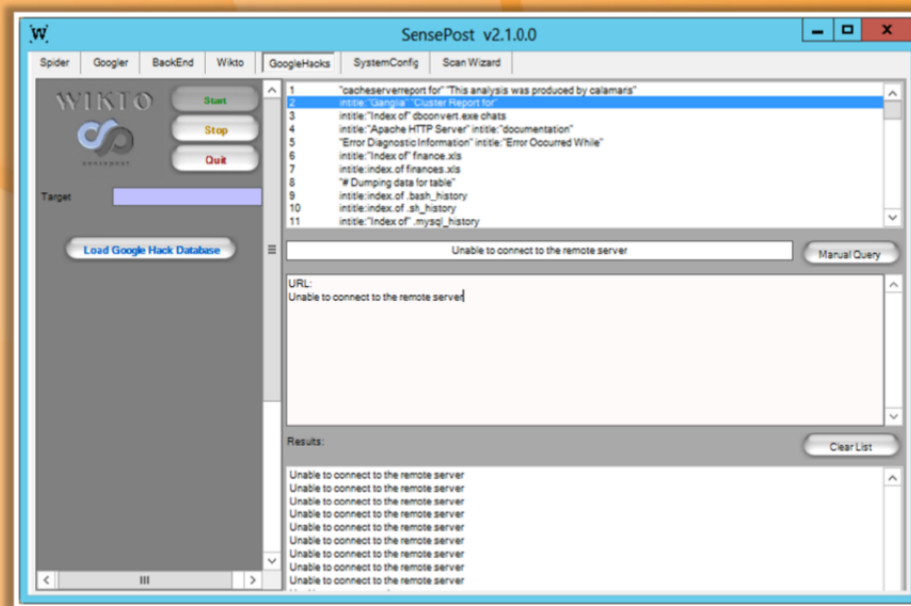 W
SensePost v2.1.0.0
Spider Googler BackEnd Wikto GoogleHacks SystemConfig Scan Wizard
WIKTO
sensepost
Start
Stop
Quit
Target
Load Google Hack Database
1 "cacheserverreport for" "This analysis was produced by calamaris"
2 intitle:"Ganglia" "Cluster Report for"
3 intitle:"Index of" dbconvert.exe chats
4 intitle:"Apache HTTP Server" intitle:"documentation"
5 "Error Diagnostic Information" intitle:"Error Occurred While"
6 intitle:"Index of" finance.xls
7 intitle:index.of finances.xls
8 "# Dumping data for table"
9 intitle:index.of .bash_history
10 intitle:index.of .sh_history
11 intitle:"Index of" .mysql_history
Unable to connect to the remote server
Manual Query
URL:
Unable to connect to the remote server
Results:
Clear List
Unable to connect to the remote server
Unable to connect to the remote server
Unable to connect to the remote server
Unable to connect to the remote server
Unable to connect to the remote server
Unable to connect to the remote server
Unable to connect to the remote server
Unable to connect to the remote server
Unable to connect to the remote server